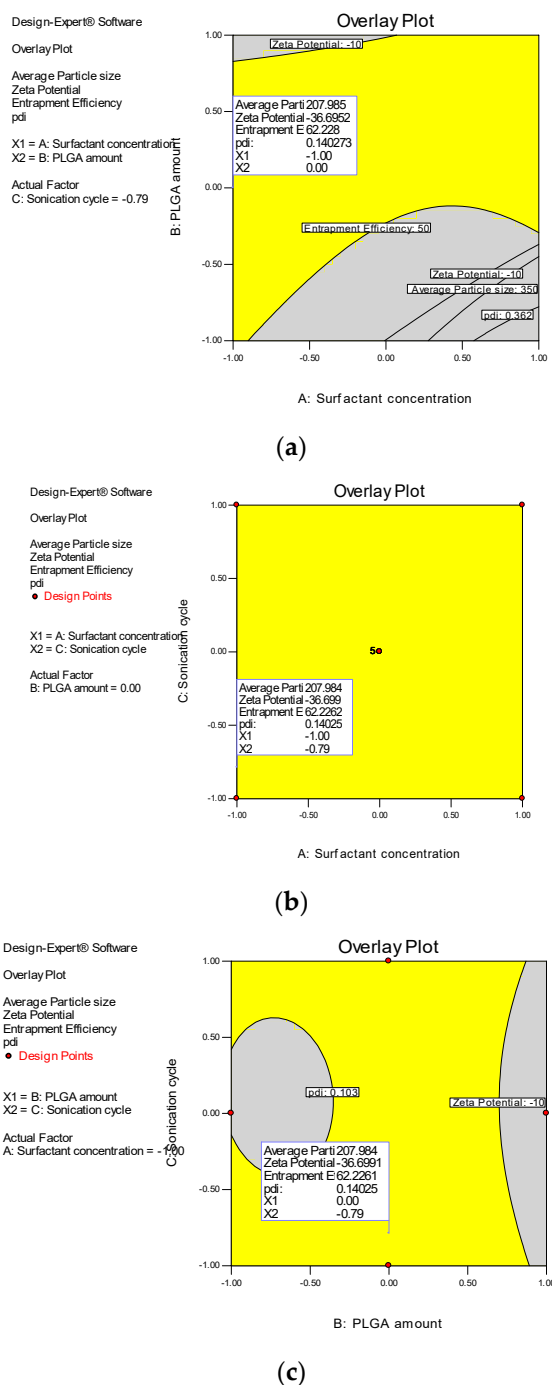 Design-Expert® Software
Overlay Plot
Overlay Plot
Average Particle size
Zeta Potential
Entrapment Efficiency
pdi
X1 = A: Surfactant concentration
X2 = B: PLGA amount
Actual Factor
C: Sonication cycle = -0.79
B: PLGA amount
1.00
0.50
0.00
-0.50
-1.00
Zeta Potential: -10
Average Parti 207.985
Zeta Potential -36.6952
Entrapment E 62.228
pdi: 0.140273
X1 -1.00
X2 0.00
Entrapment Efficiency: 50
Zeta Potential: -10
Average Particle size: 350
pdi: 0.362
-1.00 -0.50 0.00 0.50 1.00
A: Surfactant concentration
(a)
Design-Expert® Software
Overlay Plot
Overlay Plot
Average Particle size
Zeta Potential
Entrapment Efficiency
pdi
Design Points
X1 = A: Surfactant concentration
X2 = C: Sonication cycle
Actual Factor
B: PLGA amount = 0.00
C: Sonication cycle
1.00
0.50
0.00
-0.50
-1.00
5
Average Parti 207.984
Zeta Potential -36.699
Entrapment E 62.2262
pdi: 0.14025
X1 -1.00
X2 -0.79
-1.00 -0.50 0.00 0.50 1.00
A: Surfactant concentration
(b)
Design-Expert® Software
Overlay Plot
Overlay Plot
Average Particle size
Zeta Potential
Entrapment Efficiency
pdi
Design Points
X1 = B: PLGA amount
X2 = C: Sonication cycle
Actual Factor
A: Surfactant concentration = -1.00
C: Sonication cycle
1.00
0.50
0.00
-0.50
-1.00
pdi: 0.103
Zeta Potential: -10
Average Parti 207.984
Zeta Potential -36.6991
Entrapment E 62.2261
pdi: 0.14025
X1 0.00
X2 -0.79
-1.00 -0.50 0.00 0.50 1.00
B: PLGA amount
(c)